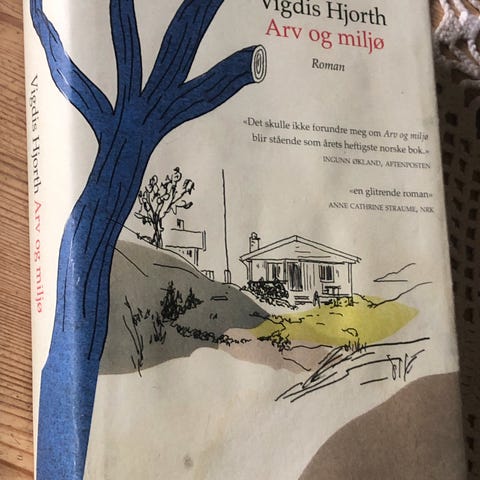 Vigdis Hjorth
Arv og miljø
Roman
«Det skulle ikke forundre meg om Arv og miljø
blir stående som årets heftigste norske bok.»
INGUNN ØKLAND, AFTENPOSTEN
«en glitrende roman»
ANNE CATHRINE STRAUME, NRK
Vigdis Hjorth Arv og miljø